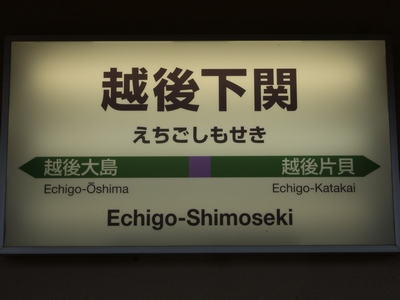 越後下関
えちごしもせき
越後大島 越後片貝
Echigo-Ōshima Echigo-Katakai
Echigo-Shimoseki